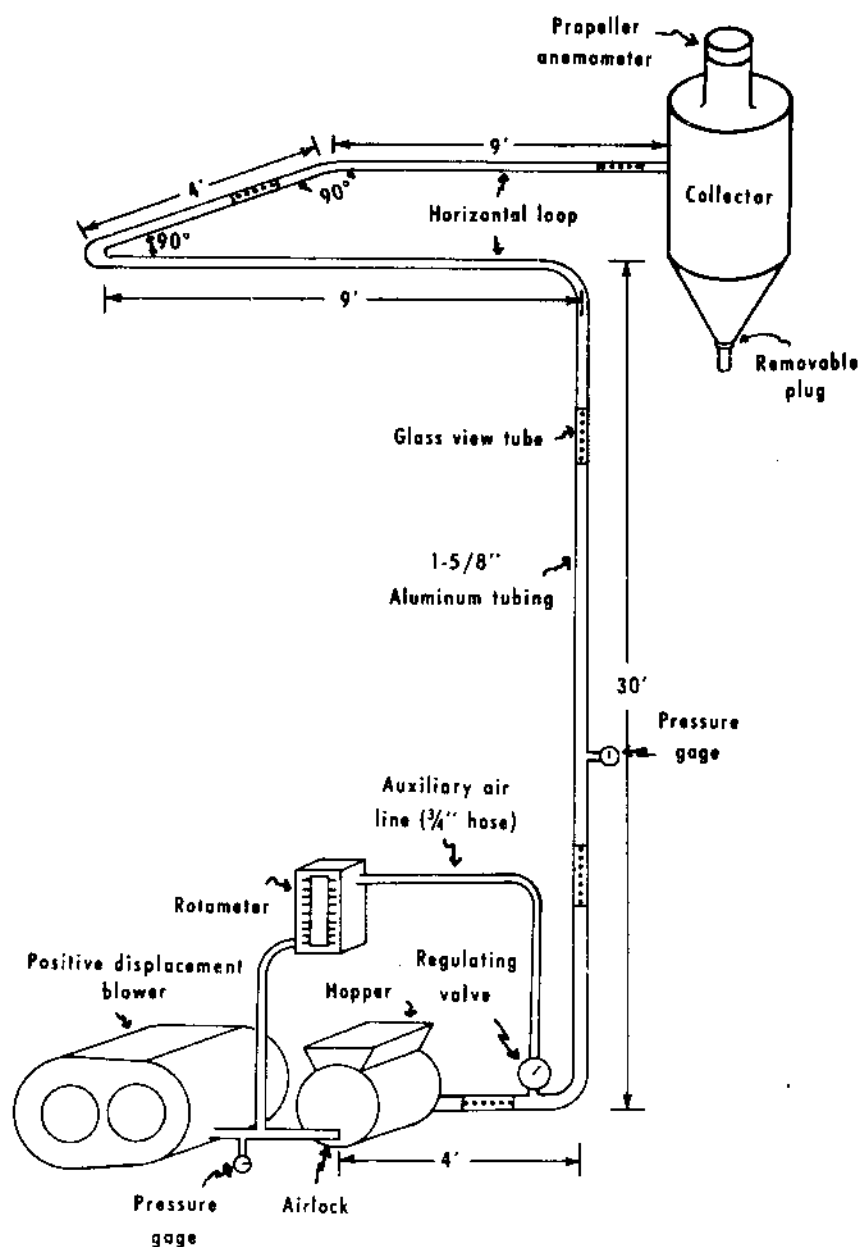 Propeller
anemometer
9'
4'
90°
Collector
Horizontal loop
90°
9'
Removable
plug
Glass view tube
1-5/8"
Aluminum tubing
30'
Pressure
gage
Auxiliary air
line (3/4" hose)
Rotameter
Regulating
valve
Positive displacement
blower
Hopper
4'
Pressure
gage
Airlock